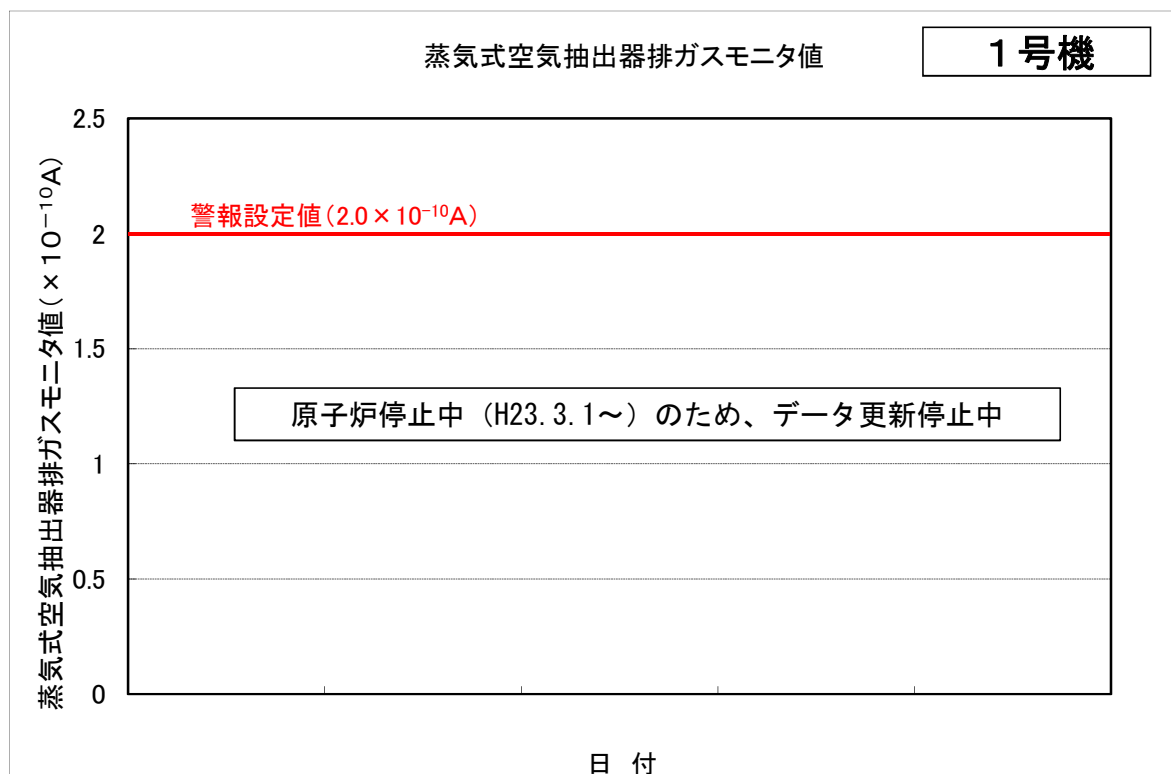 蒸気式空気抽出器排ガスモニタ値
1号機
蒸気式空気抽出器排ガスモニタ値(×10⁻¹⁰A)
2.5
2
1.5
1
0.5
0
警報設定値(2.0×10⁻¹⁰A)
原子炉停止中(H23.3.1~)のため、データ更新停止中
日 付